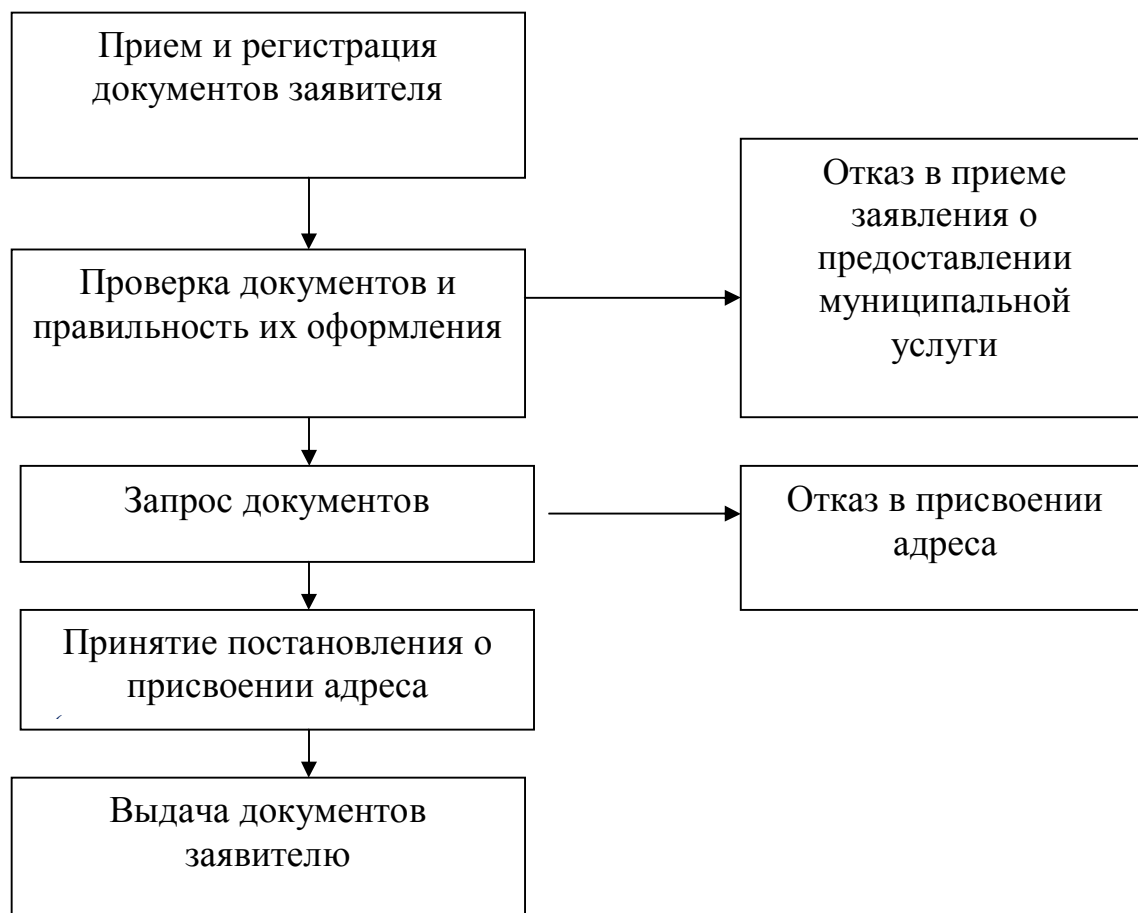 Прием и регистрация
документов заявителя
Отказ в приеме
заявления о
предоставлении
муниципальной
услуги
Проверка документов и
правильность их оформления
Запрос документов
Отказ в присвоении
адреса
Принятие постановления о
присвоении адреса
Выдача документов
заявителю